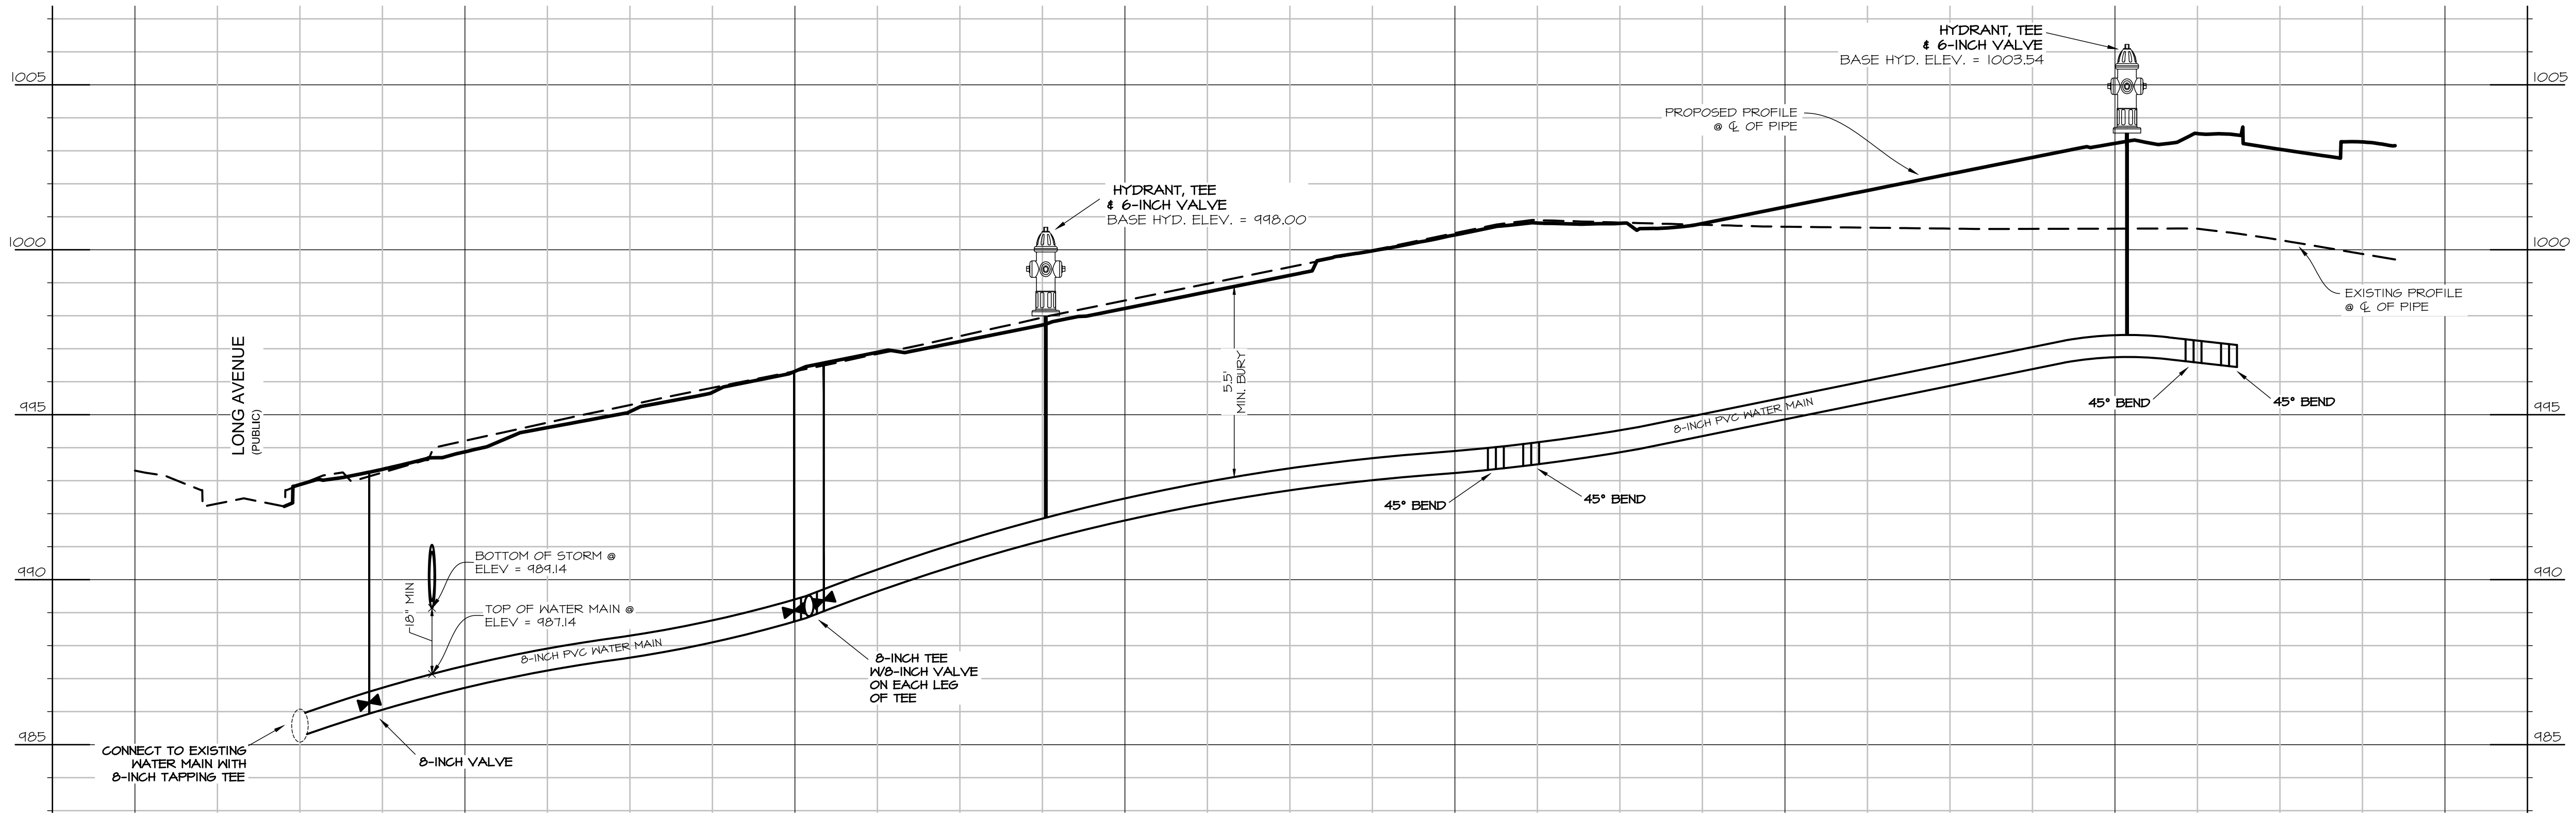 HYDRANT, TEE
& 6-INCH VALVE
BASE HYD. ELEV. = 1003.54
1005
1005
PROPOSED PROFILE
@ ℄ OF PIPE
HYDRANT, TEE
& 6-INCH VALVE
BASE HYD. ELEV. = 998.00
1000
1000
EXISTING PROFILE
@ ℄ OF PIPE
LONG AVENUE
(PUBLIC)
5.5'
MIN. BURY
995
995
8-INCH PVC WATER MAIN
45° BEND
45° BEND
45° BEND
45° BEND
BOTTOM OF STORM @
ELEV = 989.14
990
990
18" MIN
TOP OF WATER MAIN @
ELEV = 987.14
8-INCH PVC WATER MAIN
8-INCH TEE
W/8-INCH VALVE
ON EACH LEG
OF TEE
985
985
CONNECT TO EXISTING
WATER MAIN WITH
8-INCH TAPPING TEE
8-INCH VALVE